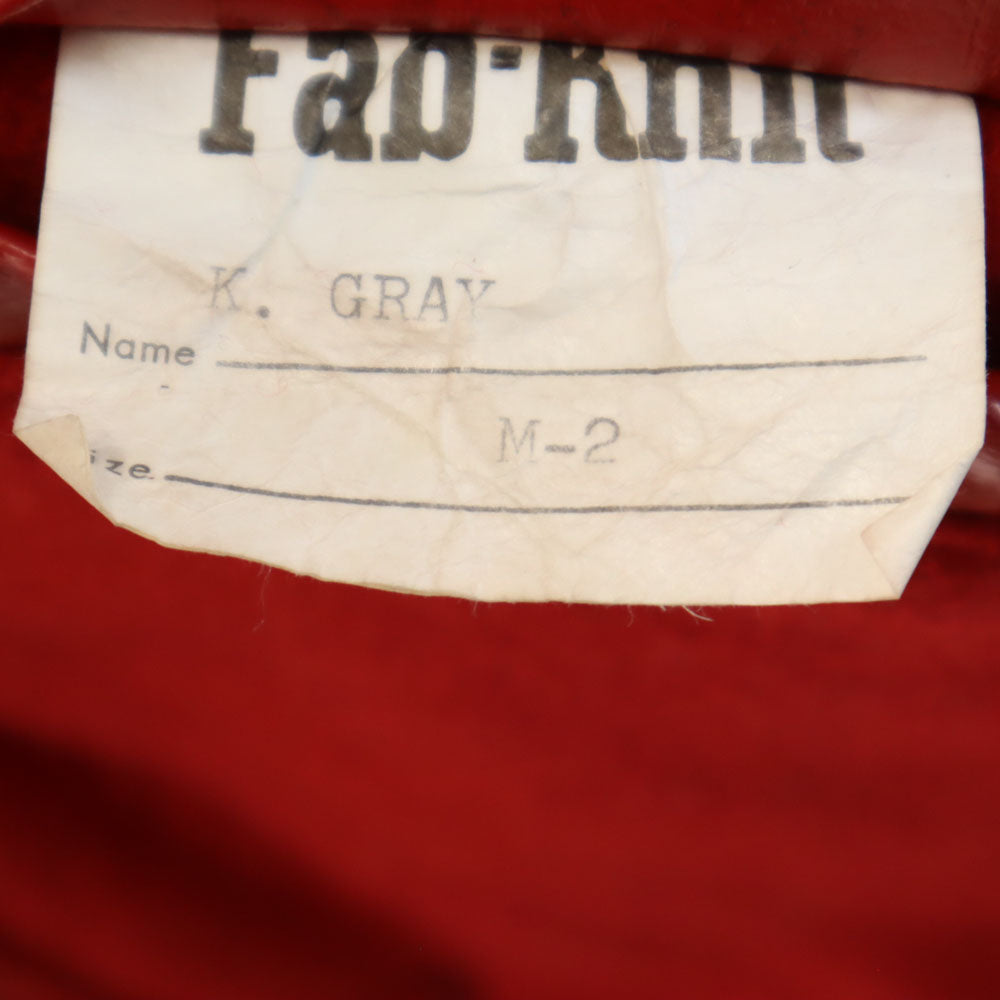 Fab-Knit
K. GRAY
Name
M-2
ize